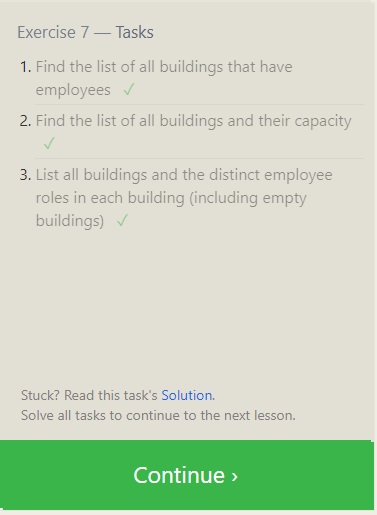 Exercise 7 — Tasks
1. Find the list of all buildings that have
employees ✓
2. Find the list of all buildings and their capacity
✓
3. List all buildings and the distinct employee
roles in each building (including empty
buildings) ✓
Stuck? Read this task's Solution.
Solve all tasks to continue to the next lesson.
Continue ›